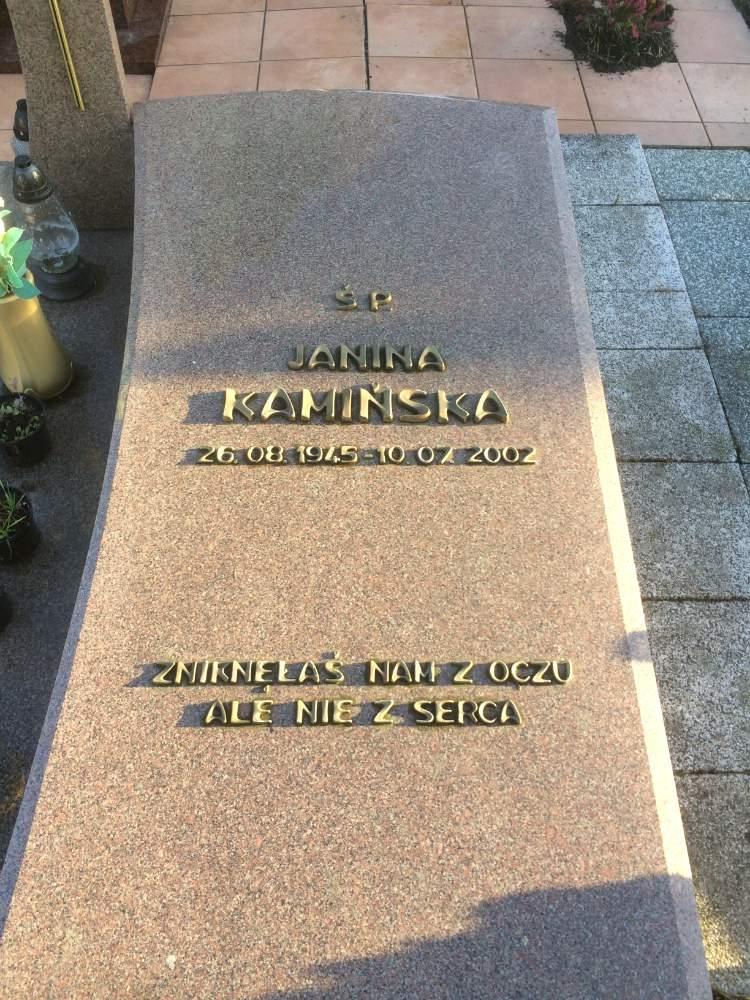 Ś P.
JANINA
KAMIŃSKA
26.08.1945-10.07.2002
ZNIKNĘŁAŚ NAM Z OCZU
ALE NIE Z SERCA